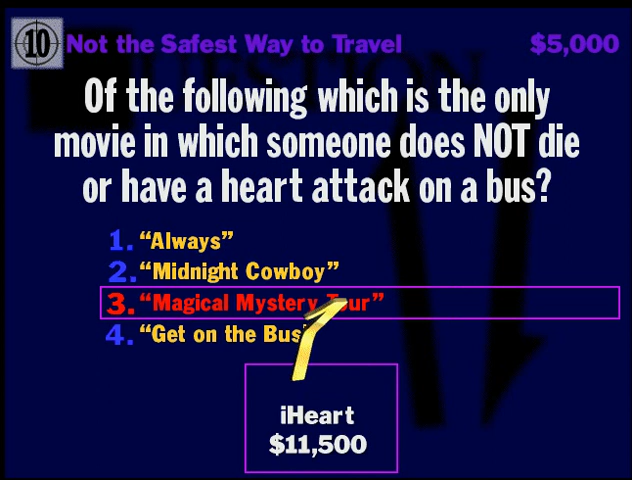 10 Not the Safest Way to Travel $5,000
Of the following which is the only
movie in which someone does NOT die
or have a heart attack on a bus?
1. “Always”
2. “Midnight Cowboy”
3. “Magical Mystery Tour”
4. “Get on the Bus
1
iHeart
$11,500